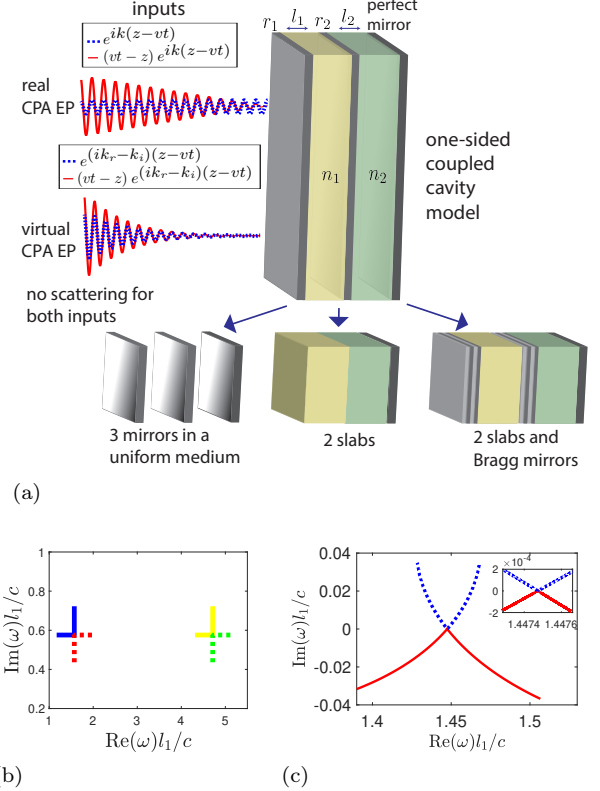 inputs
e^{ik(z−vt)}
(vt − z) e^{ik(z−vt)}
real
CPA EP
e^{(ik_r−k_i)(z−vt)}
(vt − z) e^{(ik_r−k_i)(z−vt)}
virtual
CPA EP
no scattering for
both inputs
r_1 l_1 r_2 l_2
perfect
mirror
n_1 n_2
one-sided
coupled
cavity
model
3 mirrors in a
uniform medium
2 slabs
2 slabs and
Bragg mirrors
(a)
Im(ω)l_1/c
1
0.8
0.6
0.4
0.2
1 2 3 4 5
Re(ω)l_1/c
b)
Im(ω)l_1/c
0.04
0.02
0
-0.02
-0.04
1.4 1.45 1.5
Re(ω)l_1/c
×10^{-4}
2
0
-2
1.4474 1.4476
(c)